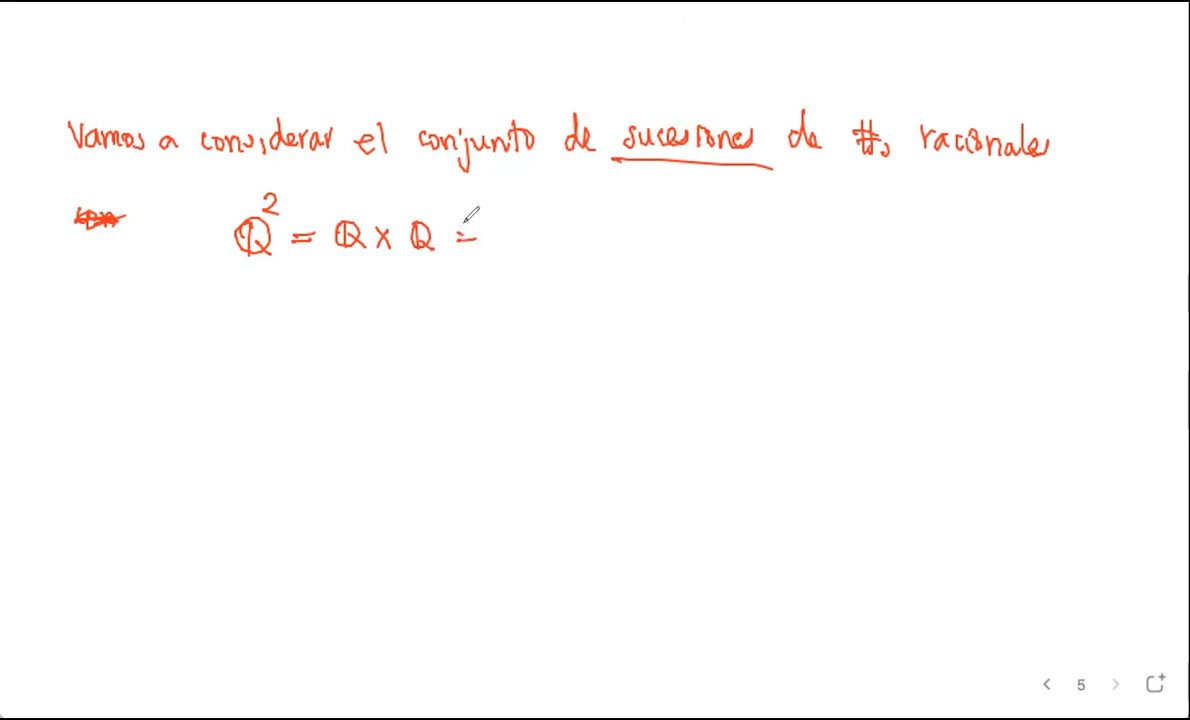 Vamos a considerar el conjunto de sucesiones de #s racionales
ℚ² = ℚ × ℚ =
5